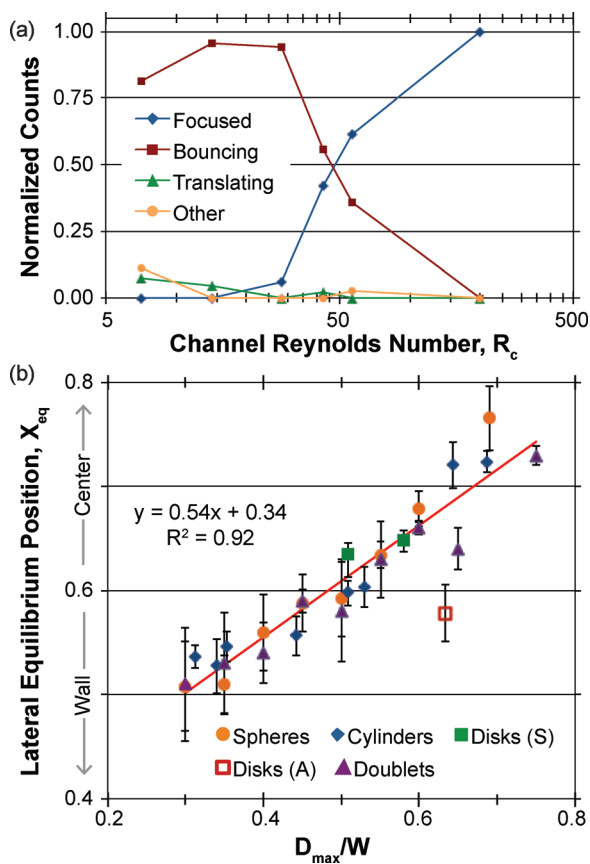 (a)
1.00
0.75
0.50
0.25
0.00
Normalized Counts
Focused
Bouncing
Translating
Other
5 50 500
Channel Reynolds Number, Rc
(b)
0.8
0.6
0.4
Lateral Equilibrium Position, Xeq
Center
Wall
y = 0.54x + 0.34
R² = 0.92
Spheres Cylinders Disks (S)
Disks (A) Doublets
0.2 0.4 0.6 0.8
Dmax/W